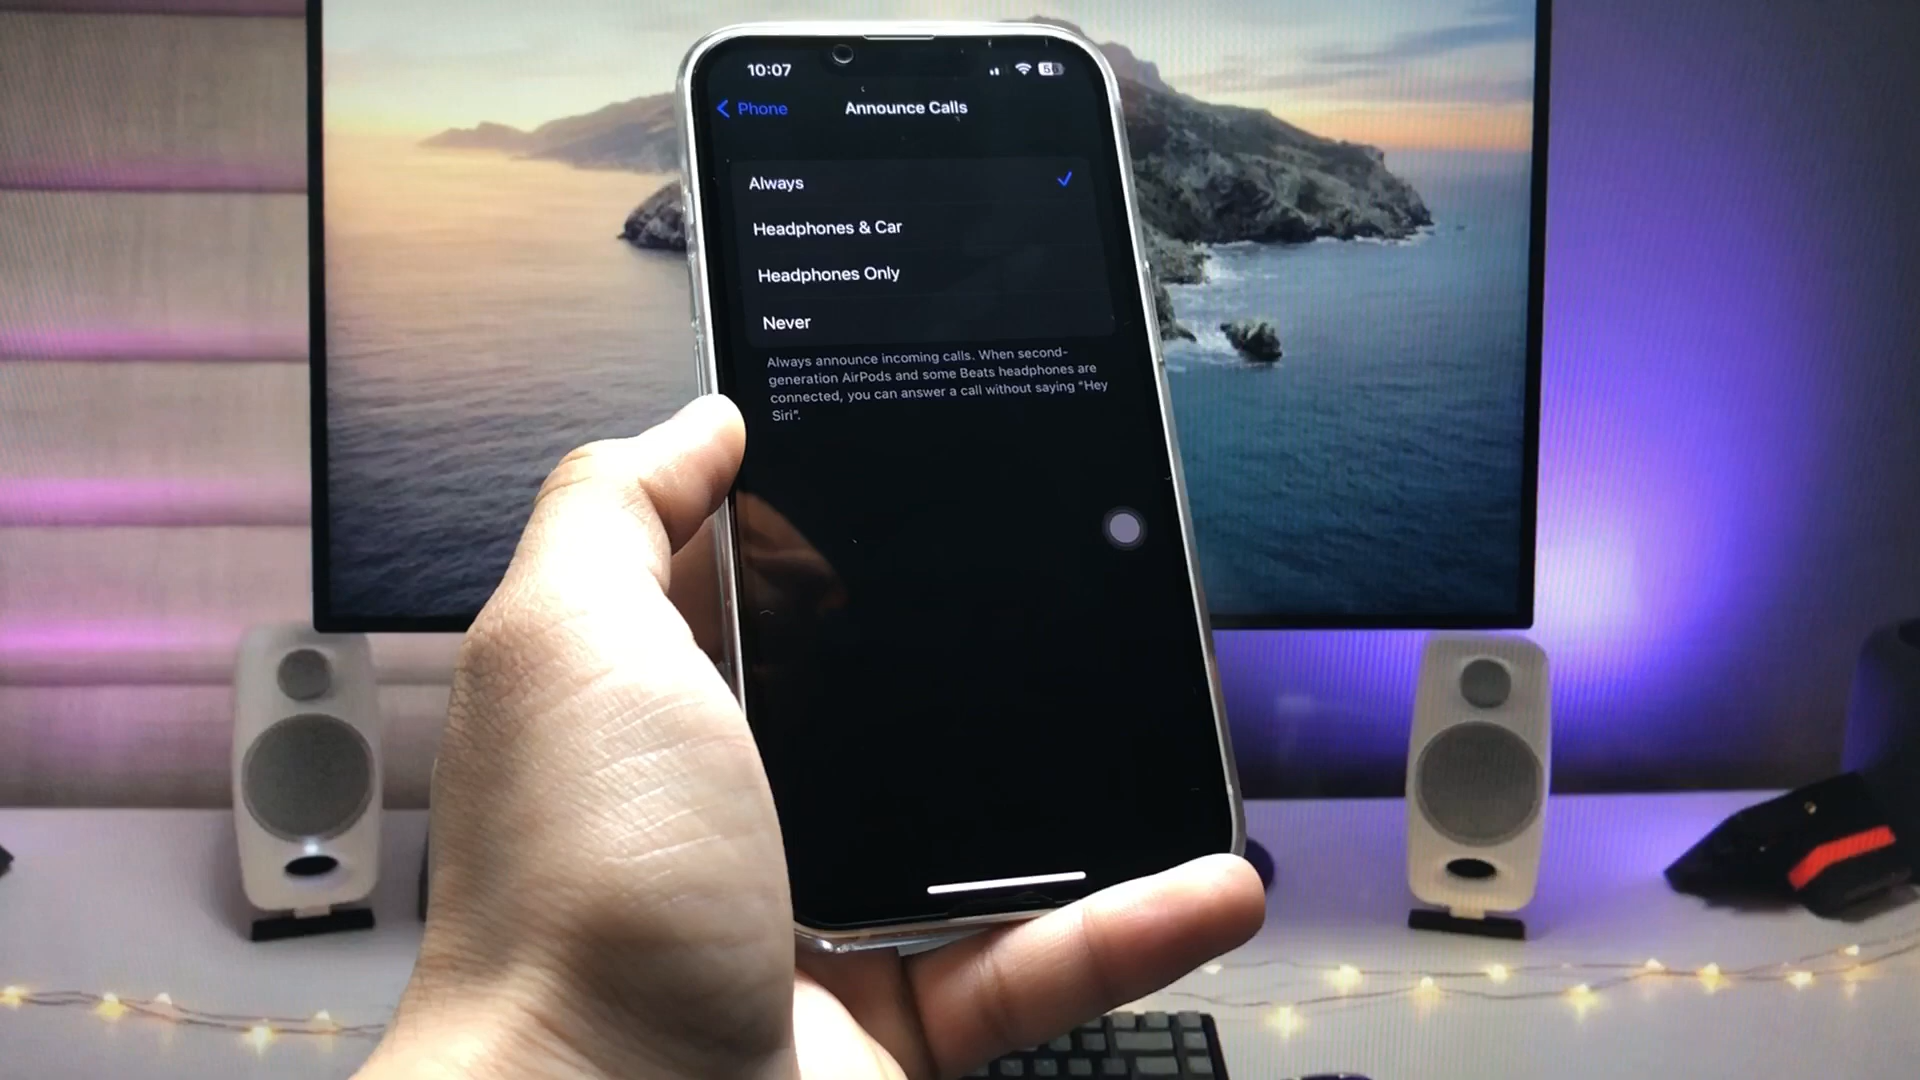 10:07
Phone
Announce Calls
Always
Headphones & Car
Headphones Only
Never
Always announce incoming calls. When second-
generation AirPods and some Beats headphones are
connected, you can answer a call without saying “Hey
Siri”.